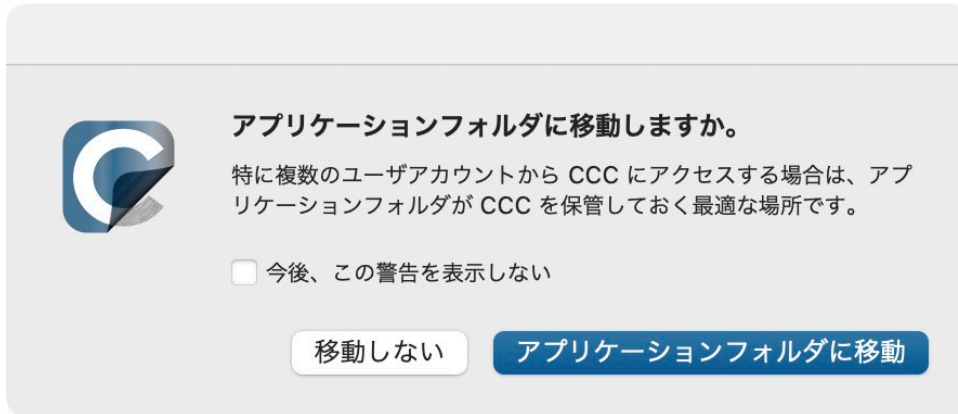 アプリケーションフォルダに移動しますか。
特に複数のユーザアカウントから CCC にアクセスする場合は、アプ
リケーションフォルダが CCC を保管しておく最適な場所です。
今後、この警告を表示しない
移動しない
アプリケーションフォルダに移動